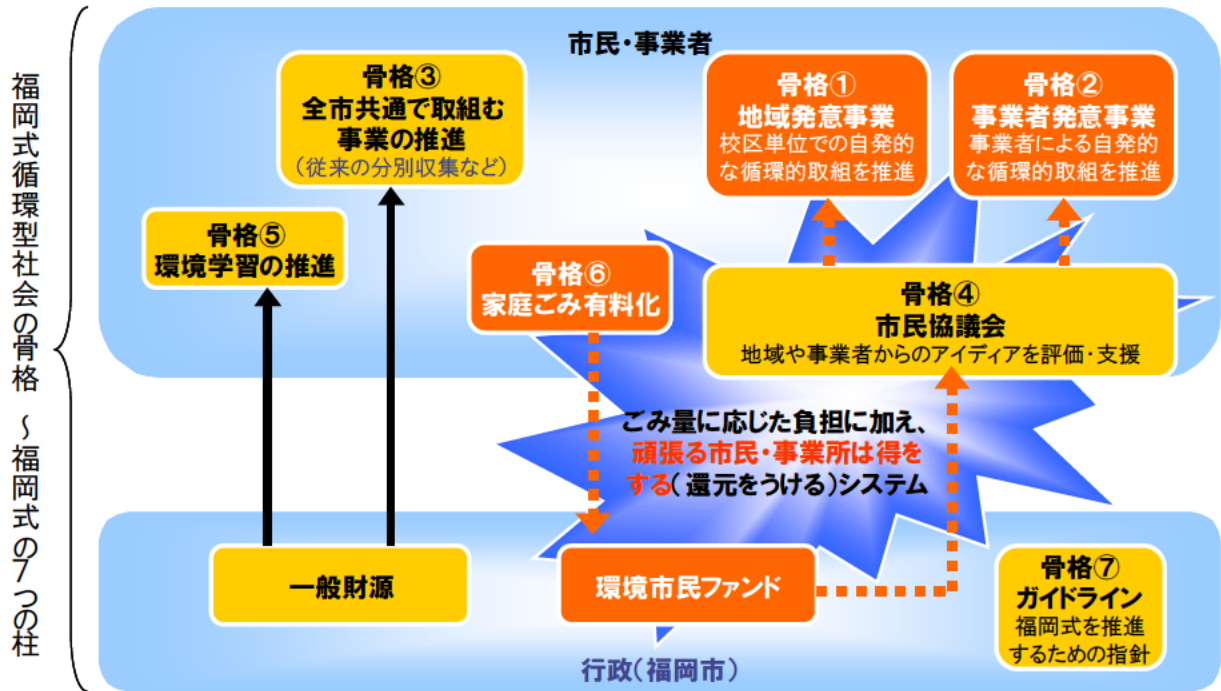 福岡式循環型社会の骨格 ～福岡式の7つの柱
市民・事業者
骨格③
全市共通で取組む
事業の推進
（従来の分別収集など）
骨格①
地域発意事業
校区単位での自発的
な循環的取組を推進
骨格②
事業者発意事業
事業者による自発的
な循環的取組を推進
骨格⑤
環境学習の推進
骨格⑥
家庭ごみ有料化
骨格④
市民協議会
地域や事業者からのアイディアを評価・支援
ごみ量に応じた負担に加え、
頑張る市民・事業所は得を
する（還元をうける）システム
一般財源
環境市民ファンド
骨格⑦
ガイドライン
福岡式を推進
するための指針
行政（福岡市）